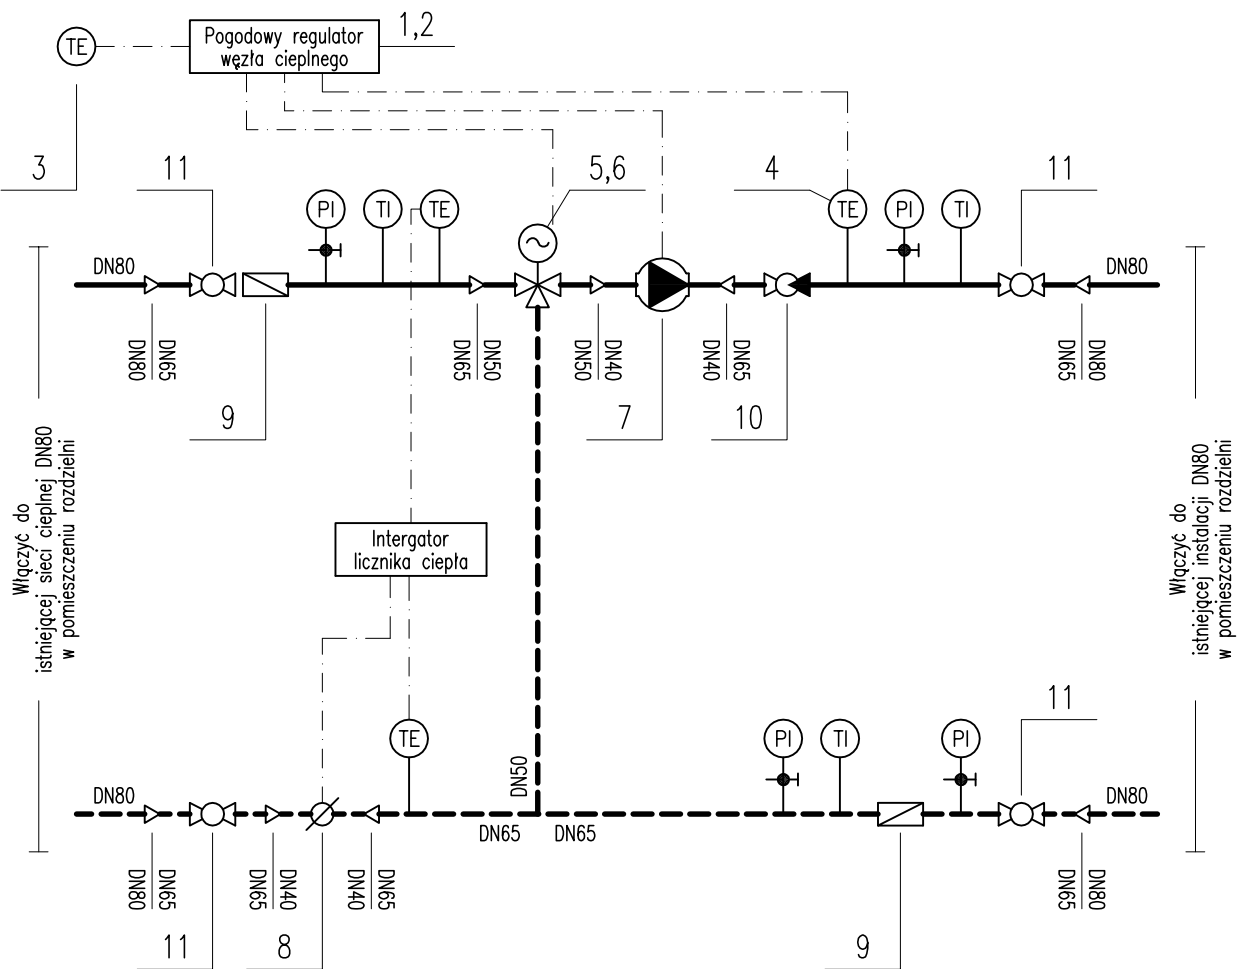 1,2
Pogodowy regulator
węzła cieplnego
TE
3
11
5,6
4
11
PI
TI
TE
TE
PI
TI
DN80
DN80
DN80
DN65
DN65
DN50
DN50
DN40
DN40
DN65
DN65
DN80
9
7
10
Włączyć do
istniejącej sieci cieplnej DN80
w pomieszczeniu rozdzielni
Włączyć do
istniejącej instalacji DN80
w pomieszczeniu rozdzielni
Intergator
licznika ciepła
11
TE
PI
TI
PI
DN50
DN80
DN80
DN65
DN65
DN80
DN65
DN65
DN40
DN40
DN65
DN65
DN80
11
8
9